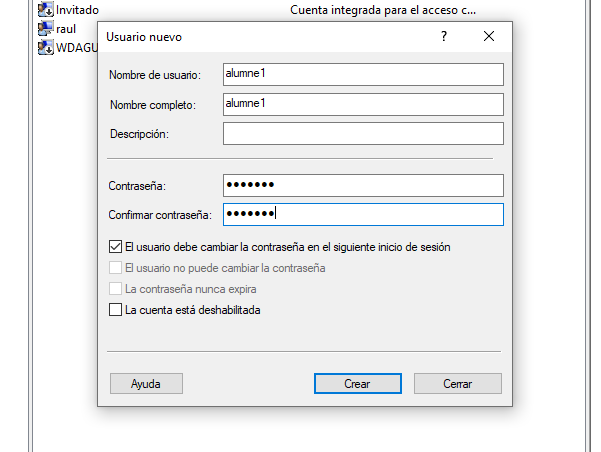 Invitado Cuenta integrada para el acceso c...
raul
WDAGU
Usuario nuevo ?
Nombre de usuario: alumne1
Nombre completo: alumne1
Descripción:
Contraseña: •••••••
Confirmar contraseña: •••••••
El usuario debe cambiar la contraseña en el siguiente inicio de sesión
El usuario no puede cambiar la contraseña
La contraseña nunca expira
La cuenta está deshabilitada
Ayuda Crear Cerrar